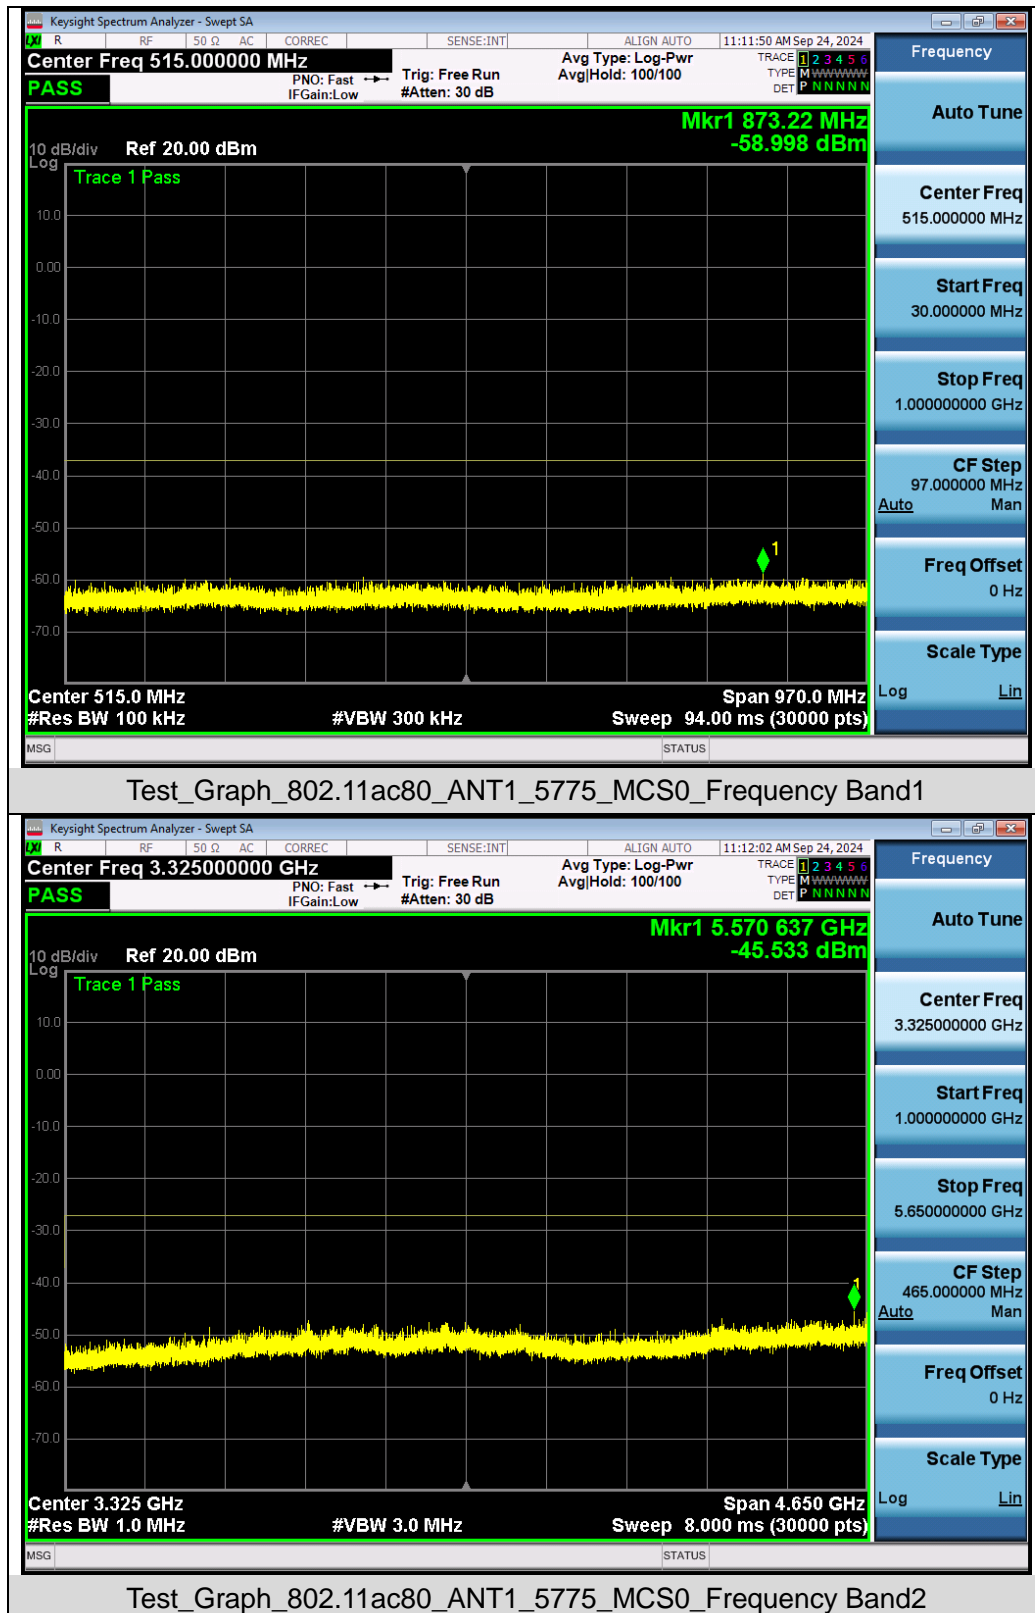 Keysight Spectrum Analyzer - Swept SA
LXI R RF 50 Ω AC CORREC SENSE:INT ALIGN AUTO 11:11:50 AM Sep 24, 2024
Center Freq 515.000000 MHz
PASS
PNO: Fast
IFGain:Low
Trig: Free Run
#Atten: 30 dB
Avg Type: Log-Pwr
Avg|Hold: 100/100
TRACE 1 2 3 4 5 6
TYPE M WWWWW
DET P N N N N N
Mkr1 873.22 MHz
-58.998 dBm
10 dB/div Ref 20.00 dBm
Log
Trace 1 Pass
10.0
0.00
-10.0
-20.0
-30.0
-40.0
-50.0
-60.0
-70.0
1
Center 515.0 MHz Span 970.0 MHz
#Res BW 100 kHz #VBW 300 kHz Sweep 94.00 ms (30000 pts)
MSG STATUS
Frequency
Auto Tune
Center Freq
515.000000 MHz
Start Freq
30.000000 MHz
Stop Freq
1.000000000 GHz
CF Step
97.000000 MHz
Auto Man
Freq Offset
0 Hz
Scale Type
Log Lin
Test_Graph_802.11ac80_ANT1_5775_MCS0_Frequency Band1
Keysight Spectrum Analyzer - Swept SA
LXI R RF 50 Ω AC CORREC SENSE:INT ALIGN AUTO 11:12:02 AM Sep 24, 2024
Center Freq 3.325000000 GHz
PASS
PNO: Fast
IFGain:Low
Trig: Free Run
#Atten: 30 dB
Avg Type: Log-Pwr
Avg|Hold: 100/100
TRACE 1 2 3 4 5 6
TYPE M WWWWW
DET P N N N N N
Mkr1 5.570 637 GHz
-45.533 dBm
10 dB/div Ref 20.00 dBm
Log
Trace 1 Pass
10.0
0.00
-10.0
-20.0
-30.0
-40.0
-50.0
-60.0
-70.0
1
Center 3.325 GHz Span 4.650 GHz
#Res BW 1.0 MHz #VBW 3.0 MHz Sweep 8.000 ms (30000 pts)
MSG STATUS
Frequency
Auto Tune
Center Freq
3.325000000 GHz
Start Freq
1.000000000 GHz
Stop Freq
5.650000000 GHz
CF Step
465.000000 MHz
Auto Man
Freq Offset
0 Hz
Scale Type
Log Lin
Test_Graph_802.11ac80_ANT1_5775_MCS0_Frequency Band2